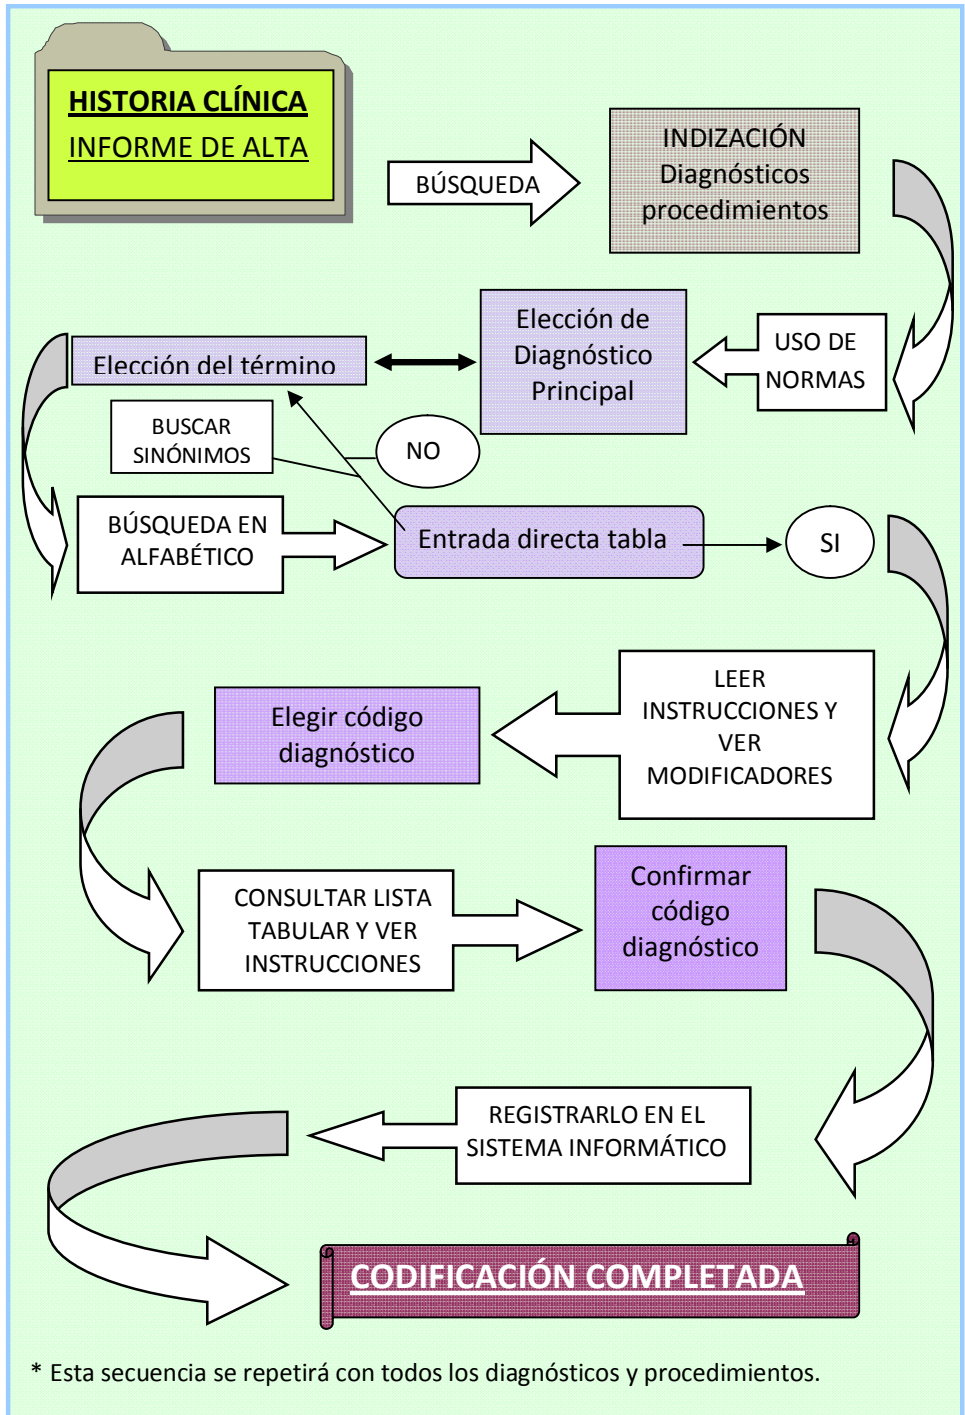 HISTORIA CLÍNICA
INFORME DE ALTA
BÚSQUEDA
INDIZACIÓN
Diagnósticos
procedimientos
USO DE
NORMAS
Elección de
Diagnóstico
Principal
Elección del término
BUSCAR
SINÓNIMOS
NO
BÚSQUEDA EN
ALFABÉTICO
Entrada directa tabla
SI
LEER
INSTRUCCIONES Y
VER
MODIFICADORES
Elegir código
diagnóstico
CONSULTAR LISTA
TABULAR Y VER
INSTRUCCIONES
Confirmar
código
diagnóstico
REGISTRARLO EN EL
SISTEMA INFORMÁTICO
CODIFICACIÓN COMPLETADA
* Esta secuencia se repetirá con todos los diagnósticos y procedimientos.